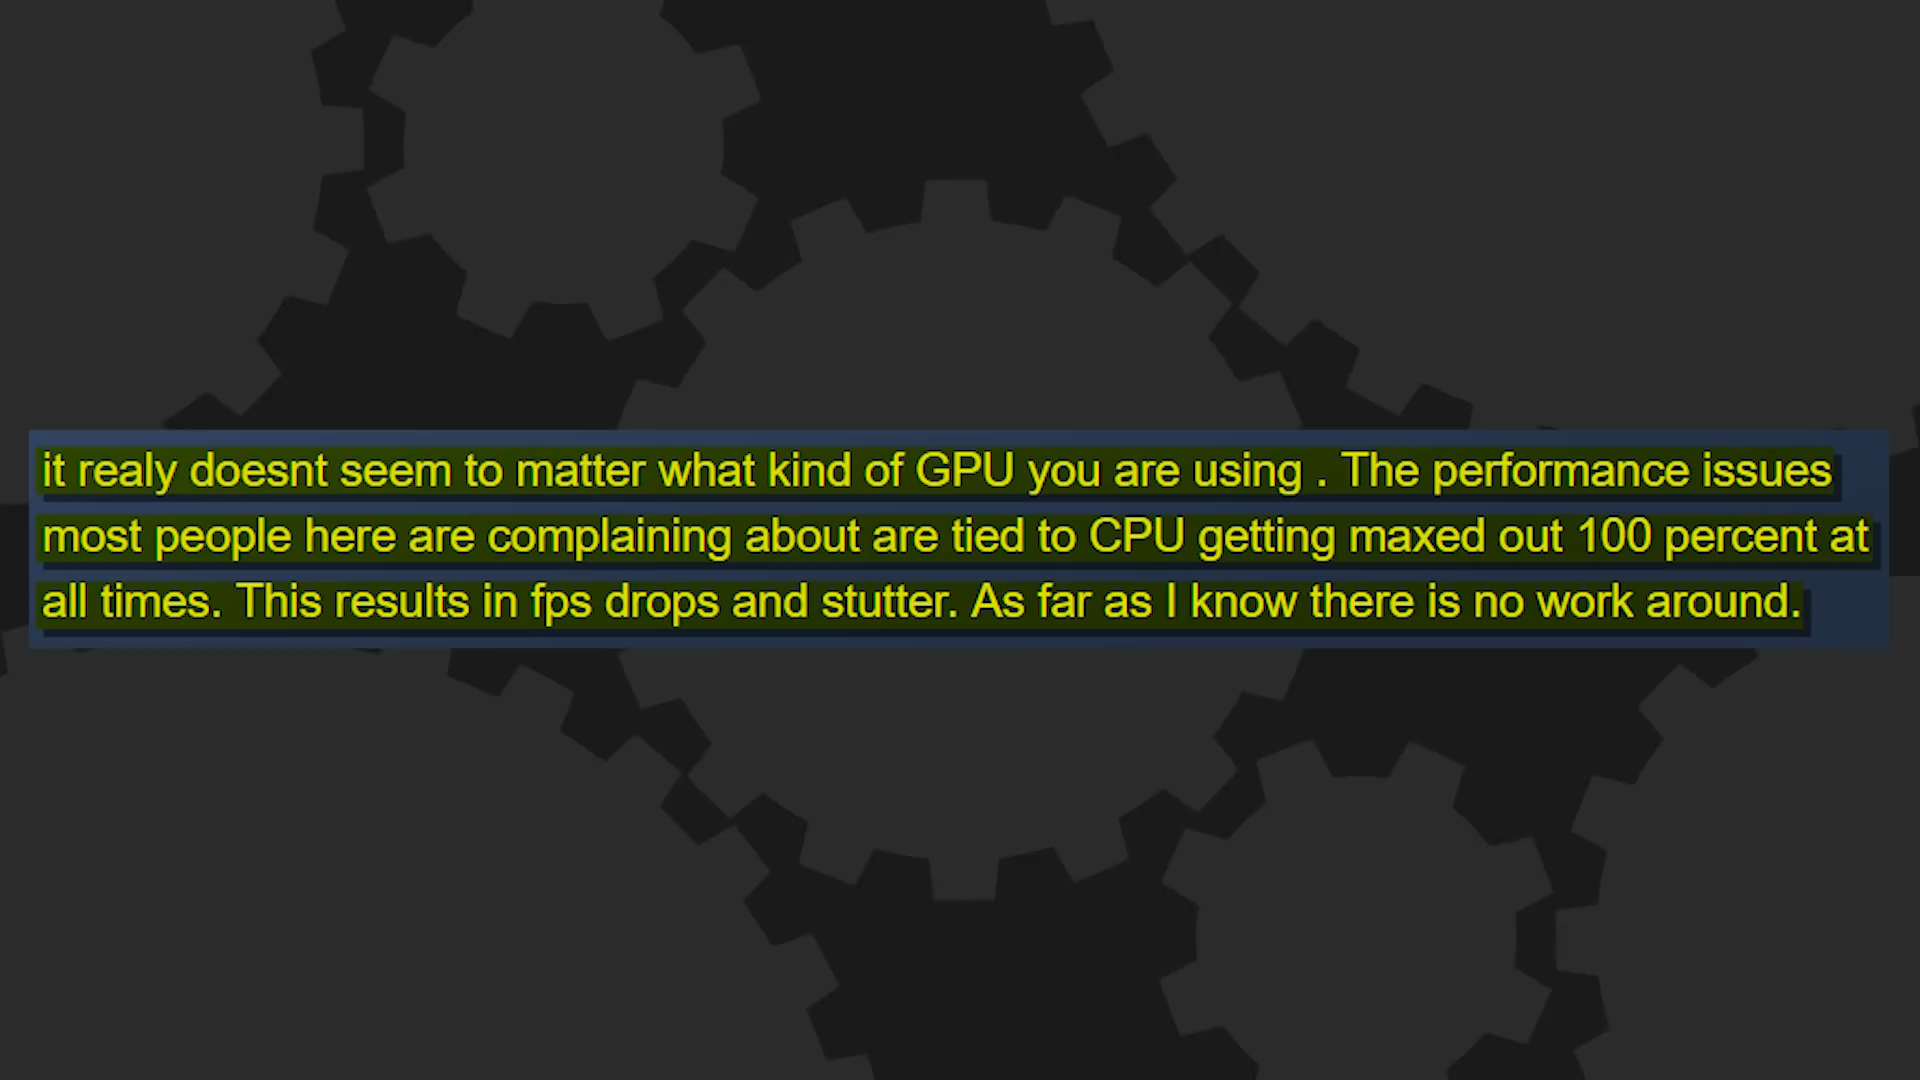 it realy doesnt seem to matter what kind of GPU you are using . The performance issues
most people here are complaining about are tied to CPU getting maxed out 100 percent at
all times. This results in fps drops and stutter. As far as I know there is no work around.